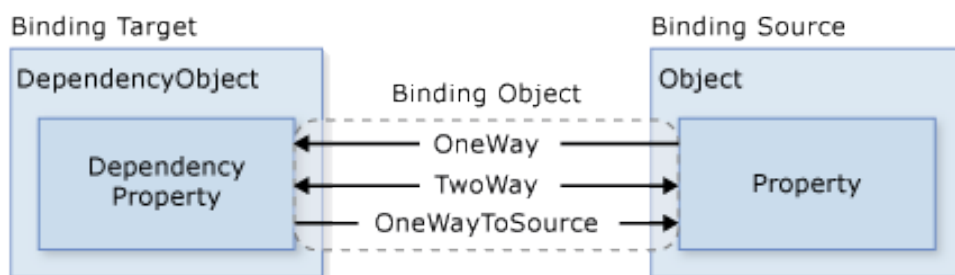 Binding Target
Binding Source
DependencyObject
Object
Binding Object
OneWay
Dependency
Property
TwoWay
Property
OneWayToSource